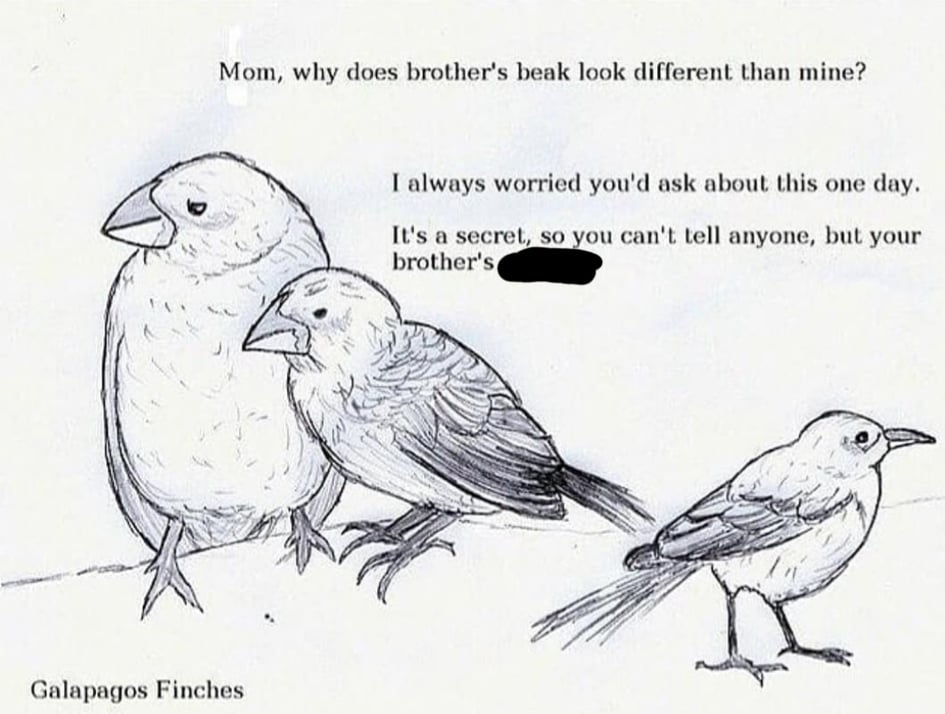 Mom, why does brother's beak look different than mine?
I always worried you'd ask about this one day.
It's a secret, so you can't tell anyone, but your
brother's
Galapagos Finches